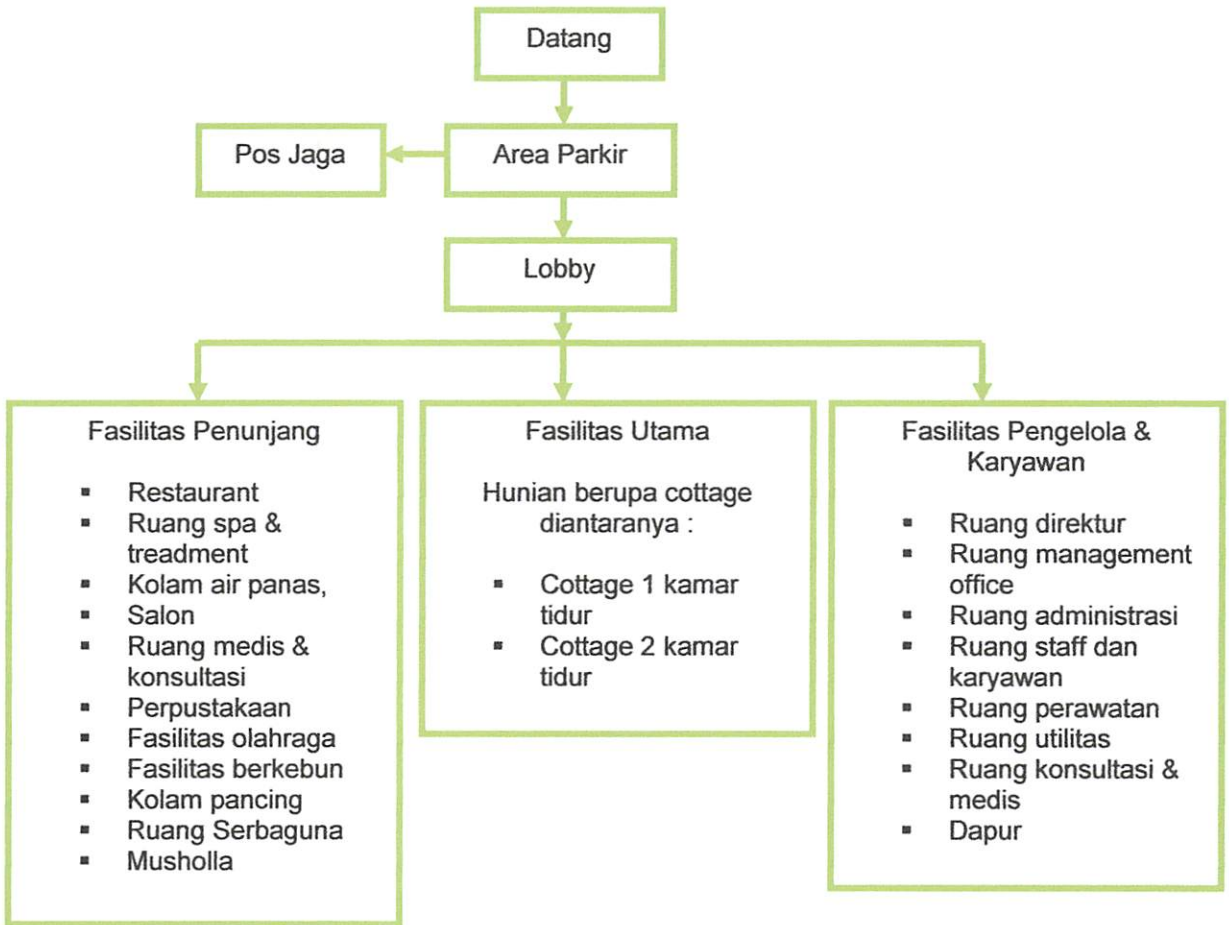 Datang
Pos Jaga
Area Parkir
Lobby
Fasilitas Penunjang
▪ Restaurant
▪ Ruang spa &
treadment
▪ Kolam air panas,
▪ Salon
▪ Ruang medis &
konsultasi
▪ Perpustakaan
▪ Fasilitas olahraga
▪ Fasilitas berkebun
▪ Kolam pancing
▪ Ruang Serbaguna
▪ Musholla
Fasilitas Utama
Hunian berupa cottage
diantaranya :
▪ Cottage 1 kamar
tidur
▪ Cottage 2 kamar
tidur
Fasilitas Pengelola &
Karyawan
▪ Ruang direktur
▪ Ruang management
office
▪ Ruang administrasi
▪ Ruang staff dan
karyawan
▪ Ruang perawatan
▪ Ruang utilitas
▪ Ruang konsultasi &
medis
▪ Dapur